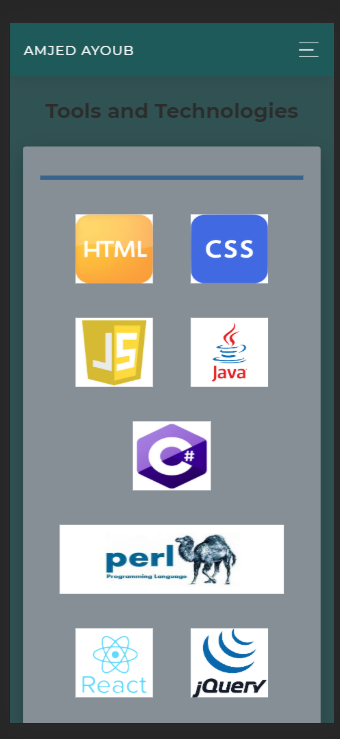 AMJED AYOUB
Tools and Technologies
HTML
CSS
JS
Java
C#
perl
Programming Language
React
jQuery